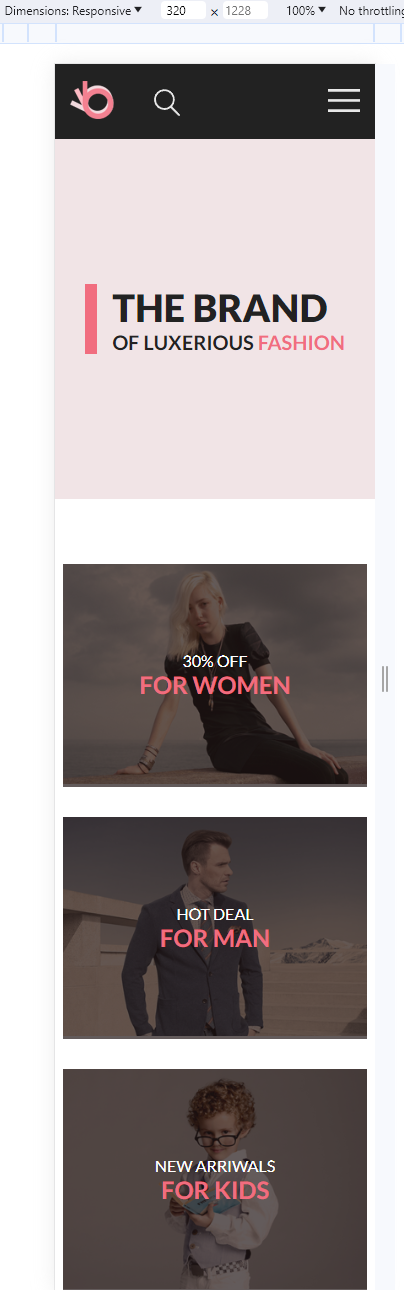 Dimensions: Responsive 320 × 1228 100% No throttling
THE BRAND
OF LUXERIOUS FASHION
30% OFF
FOR WOMEN
HOT DEAL
FOR MAN
NEW ARRIWALS
FOR KIDS